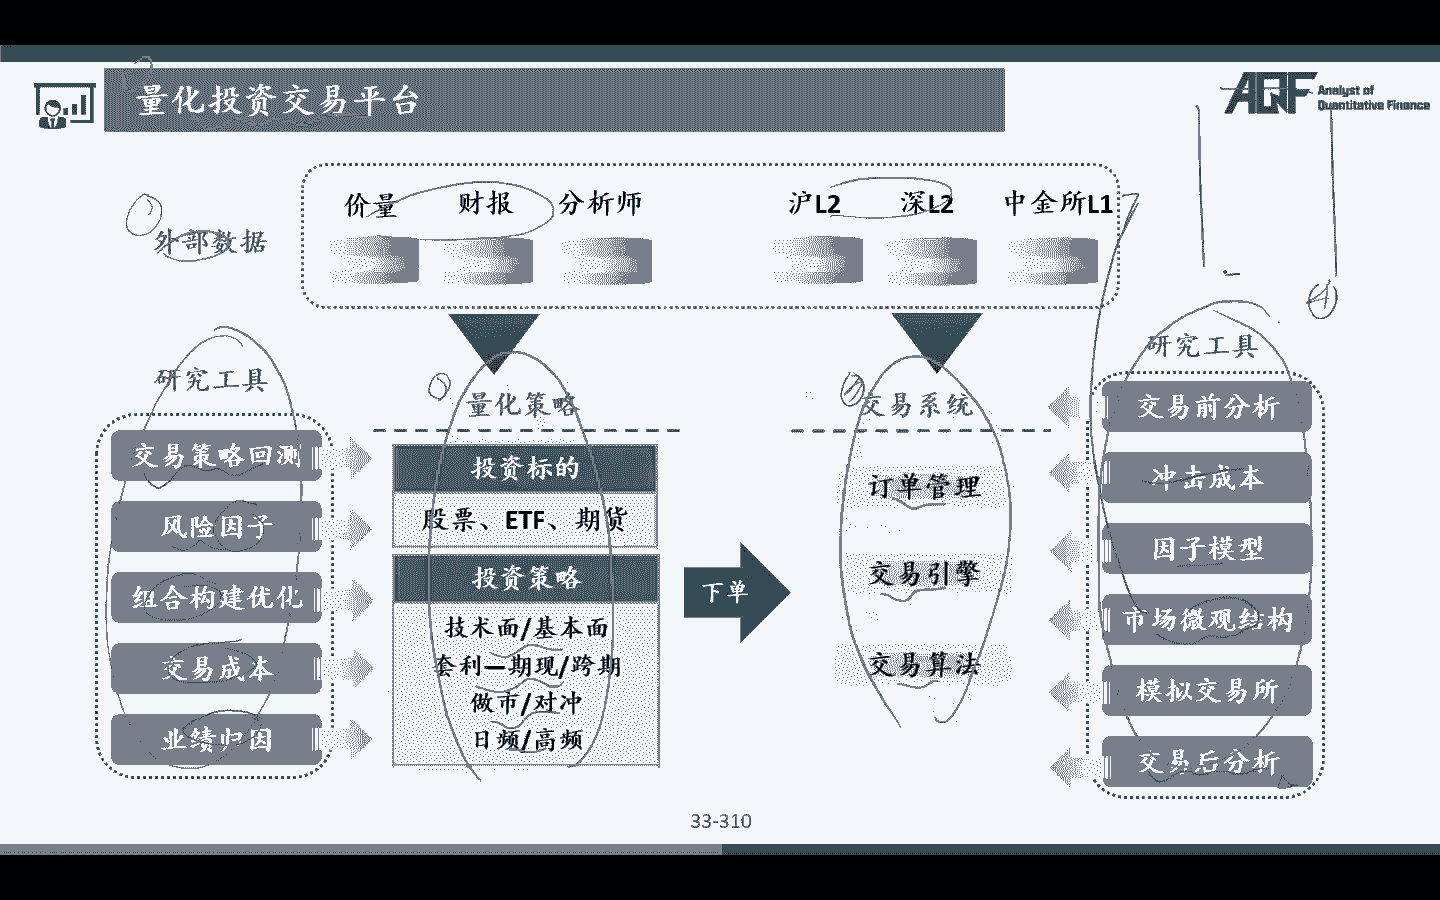 量化投资交易平台
AQF Analyst of
Quantitative Finance
外部数据
价量 财报 分析师 沪L2 深L2 中金所L1
研究工具
交易策略回测
风险因子
组合构建优化
交易成本
业绩归因
量化策略
投资标的
股票、ETF、期货
投资策略
技术面/基本面
套利—期现/跨期
做市/对冲
日频/高频
下单
交易系统
订单管理
交易引擎
交易算法
研究工具
交易前分析
冲击成本
因子模型
市场微观结构
模拟交易所
交易后分析
33-310